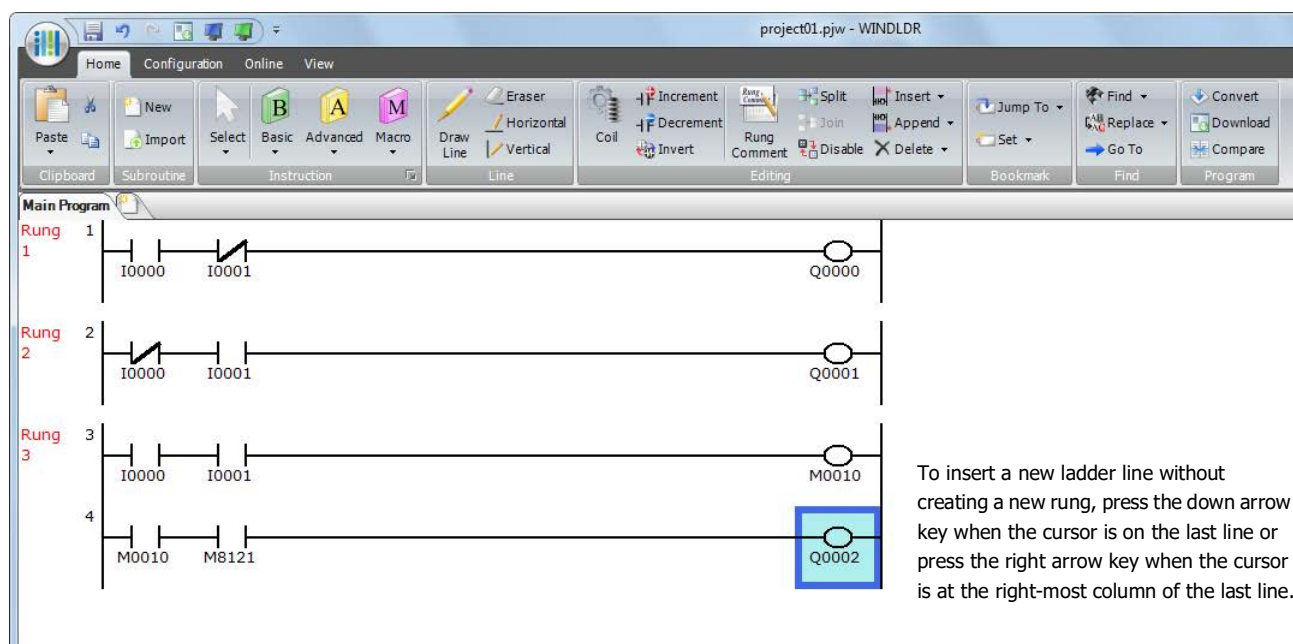 project01.pjw - WINDLDR
Home Configuration Online View
Paste
Clipboard
New
Import
Subroutine
Select Basic Advanced Macro
B A M
Instruction
Draw Line
Eraser
Horizontal
Vertical
Line
Coil
Increment
Decrement
Invert
Rung Comment
Split
Join
Disable
Insert
Append
Delete
Editing
Jump To
Set
Bookmark
Find
Replace
Go To
Find
Convert
Download
Compare
Program
Main Program
Rung 1
1
I0000 I0001 Q0000
Rung 2
2
I0000 I0001 Q0001
Rung 3
3
I0000 I0001 M0010
4
M0010 M8121 Q0002
To insert a new ladder line without
creating a new rung, press the down arrow
key when the cursor is on the last line or
press the right arrow key when the cursor
is at the right-most column of the last line.